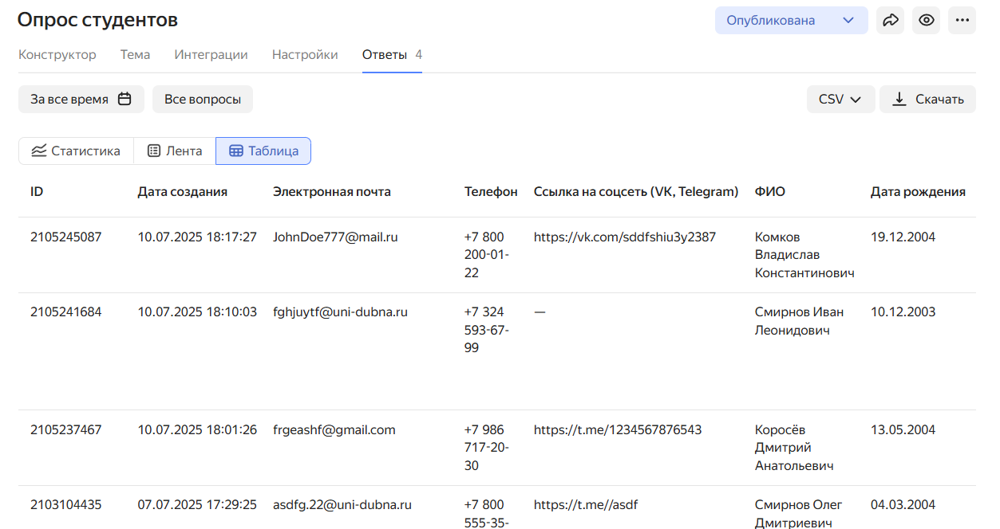 Опрос студентов
Опубликована
Конструктор Тема Интеграции Настройки Ответы 4
За все время Все вопросы CSV Скачать
Статистика Лента Таблица
ID Дата создания Электронная почта Телефон Ссылка на соцсеть (VK, Telegram) ФИО Дата рождения
2105245087 10.07.2025 18:17:27 JohnDoe777@mail.ru +7 800 https://vk.com/sddfshiu3y2387 Комков 19.12.2004
200-01- Владислав
22 Константинович
2105241684 10.07.2025 18:10:03 fghjuytf@uni-dubna.ru +7 324 — Смирнов Иван 10.12.2003
593-67- Леонидович
99
2105237467 10.07.2025 18:01:26 frgeashf@gmail.com +7 986 https://t.me/1234567876543 Коросёв 13.05.2004
717-20- Дмитрий
30 Анатольевич
2103104435 07.07.2025 17:29:25 asdfg.22@uni-dubna.ru +7 800 https://t.me//asdf Смирнов Олег 04.03.2004
555-35- Дмитриевич